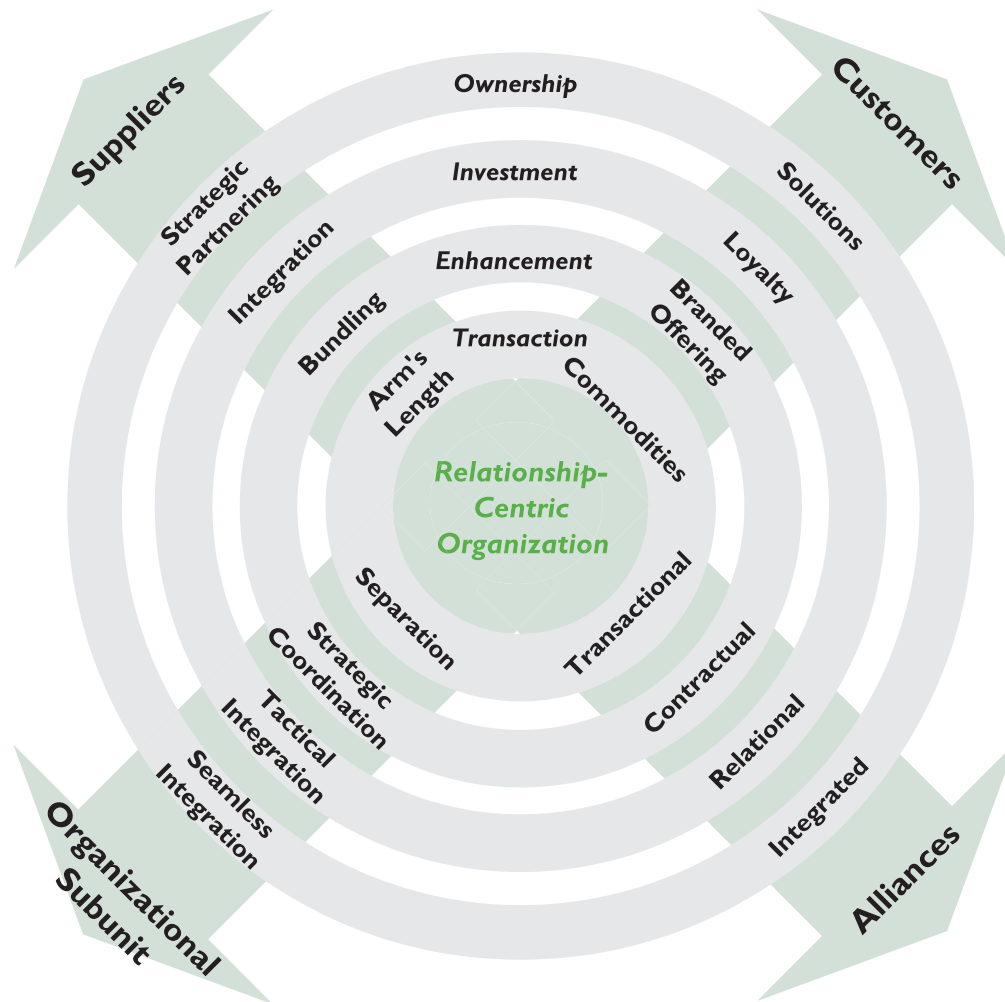 Suppliers
Customers
Ownership
Strategic
Partnering
Solutions
Investment
Integration
Loyalty
Enhancement
Bundling
Branded
Offering
Transaction
Arm's
Length
Commodities
Relationship-
Centric
Organization
Separation
Transactional
Strategic
Coordination
Contractual
Tactical
Integration
Relational
Seamless
Integration
Integrated
Organizational
Subunit
Alliances